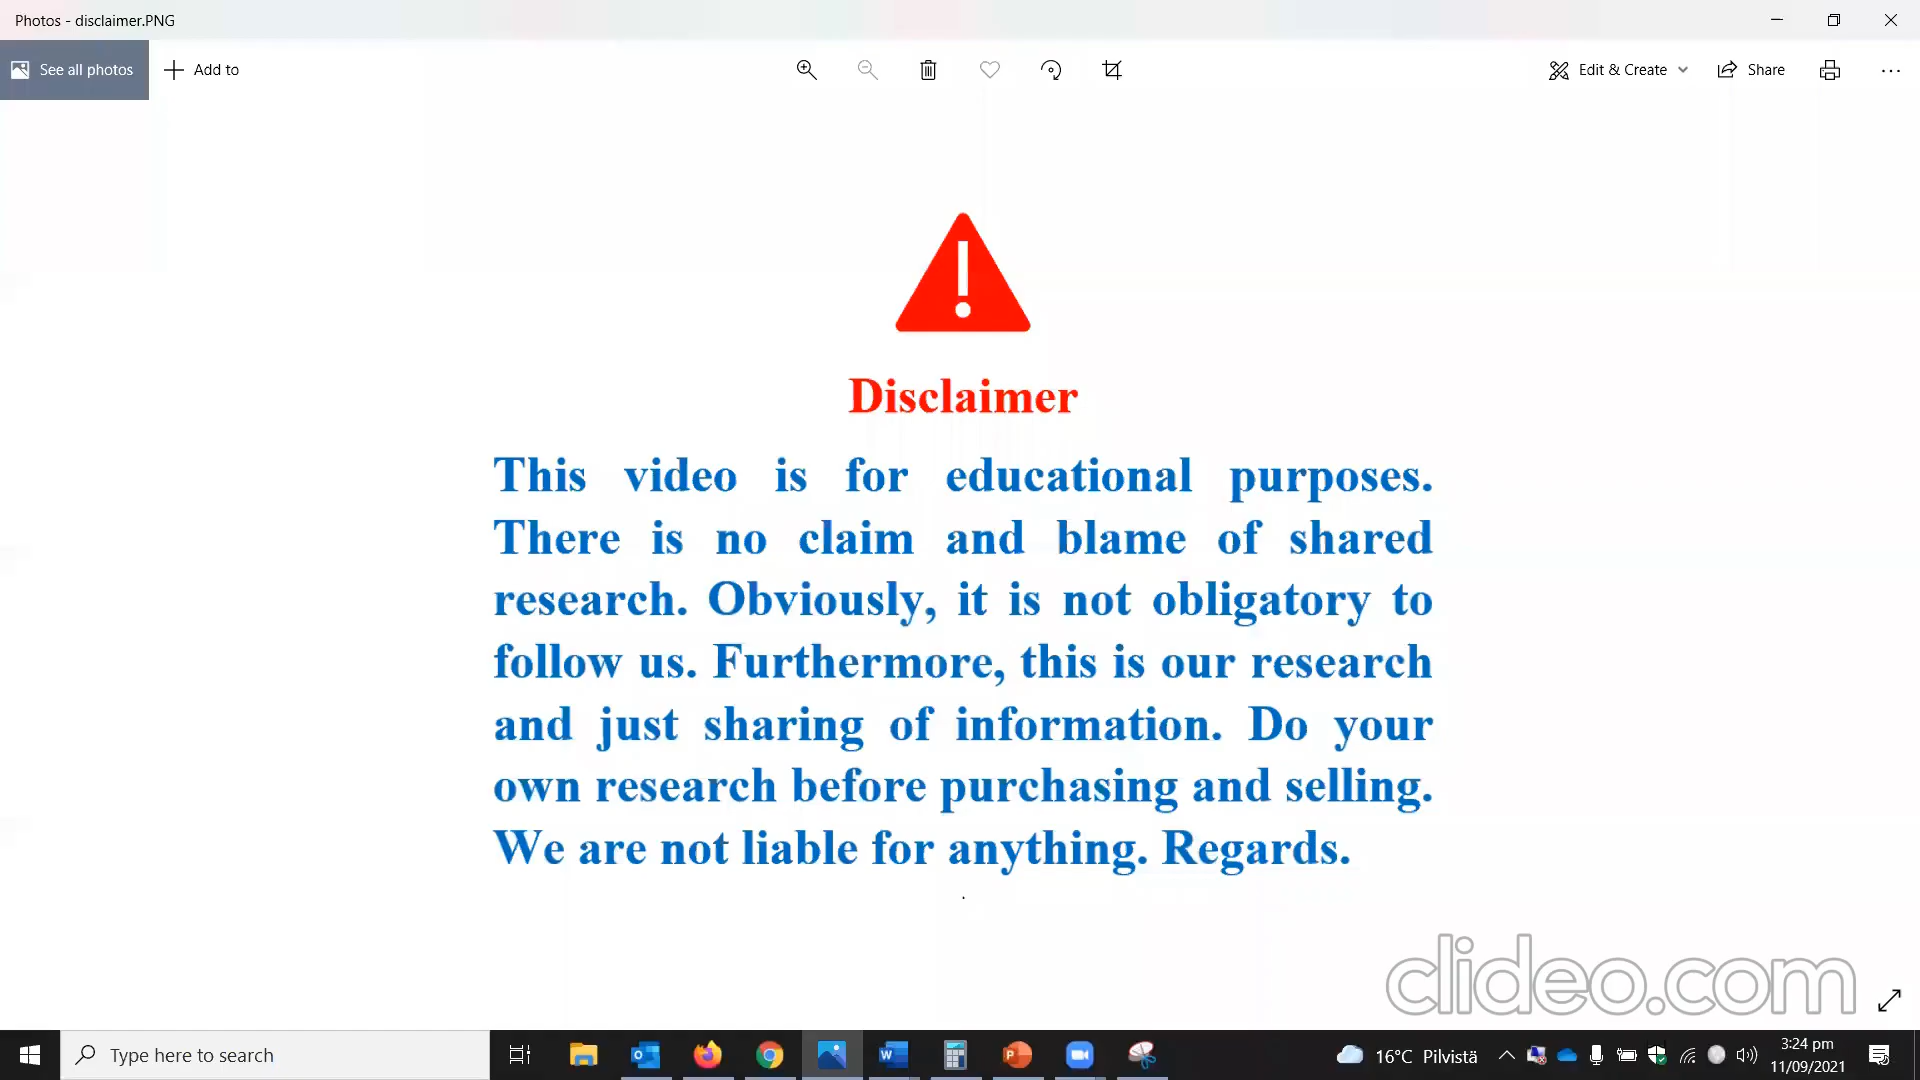 Photos - disclaimer.PNG
See all photos
Add to
Edit & Create
Share
Disclaimer
This video is for educational purposes.
There is no claim and blame of shared
research. Obviously, it is not obligatory to
follow us. Furthermore, this is our research
and just sharing of information. Do your
own research before purchasing and selling.
We are not liable for anything. Regards.
clideo.com
Type here to search
16°C Pilvistä
3:24 pm
11/09/2021